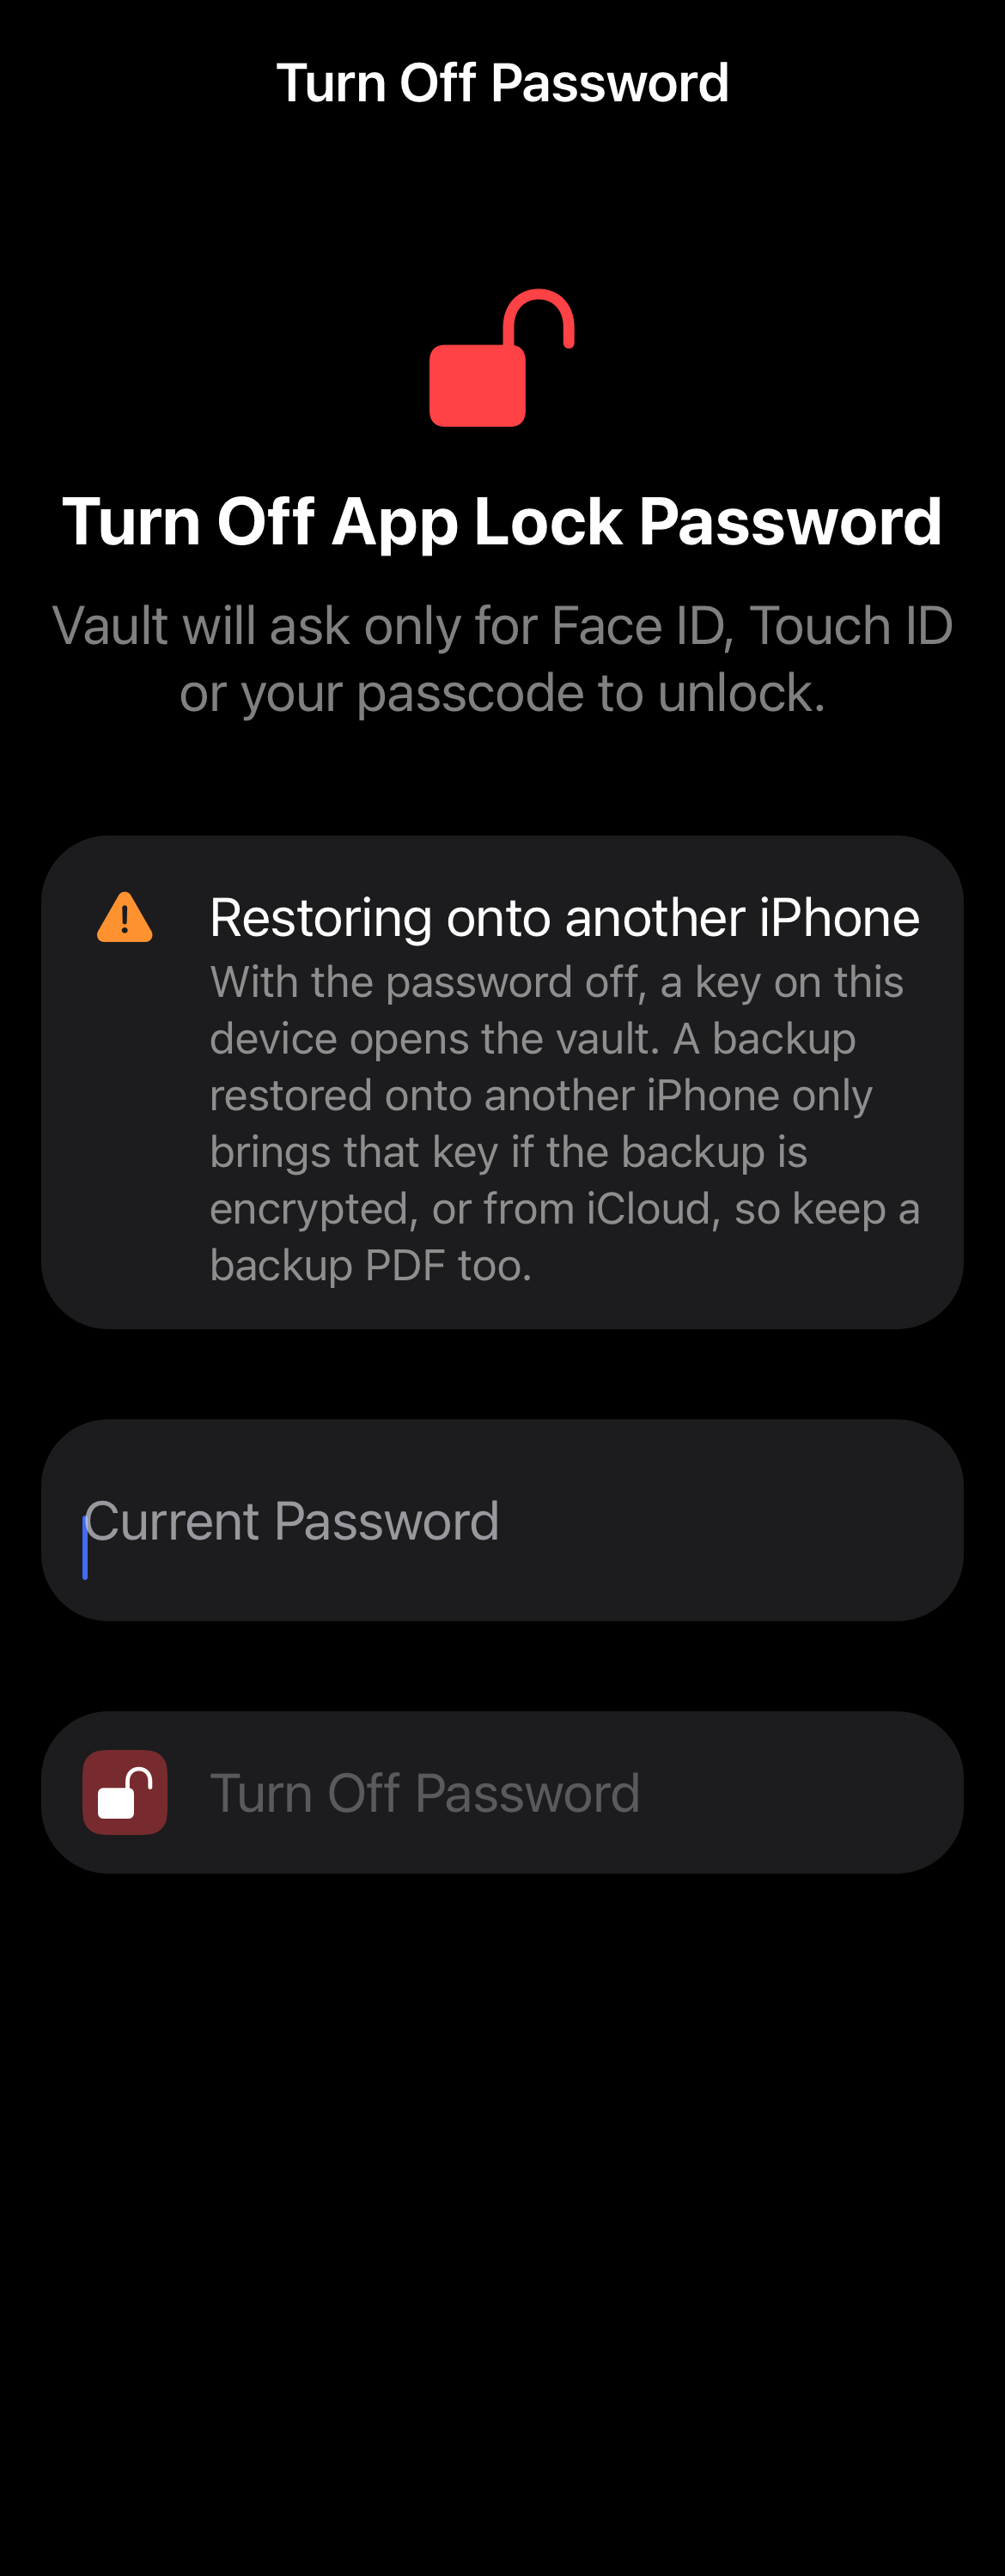 Turn Off Password
Turn Off App Lock Password
Vault will ask only for Face ID, Touch ID
or your passcode to unlock.
Restoring onto another iPhone
With the password off, a key on this
device opens the vault. A backup
restored onto another iPhone only
brings that key if the backup is
encrypted, or from iCloud, so keep a
backup PDF too.
Current Password
Turn Off Password